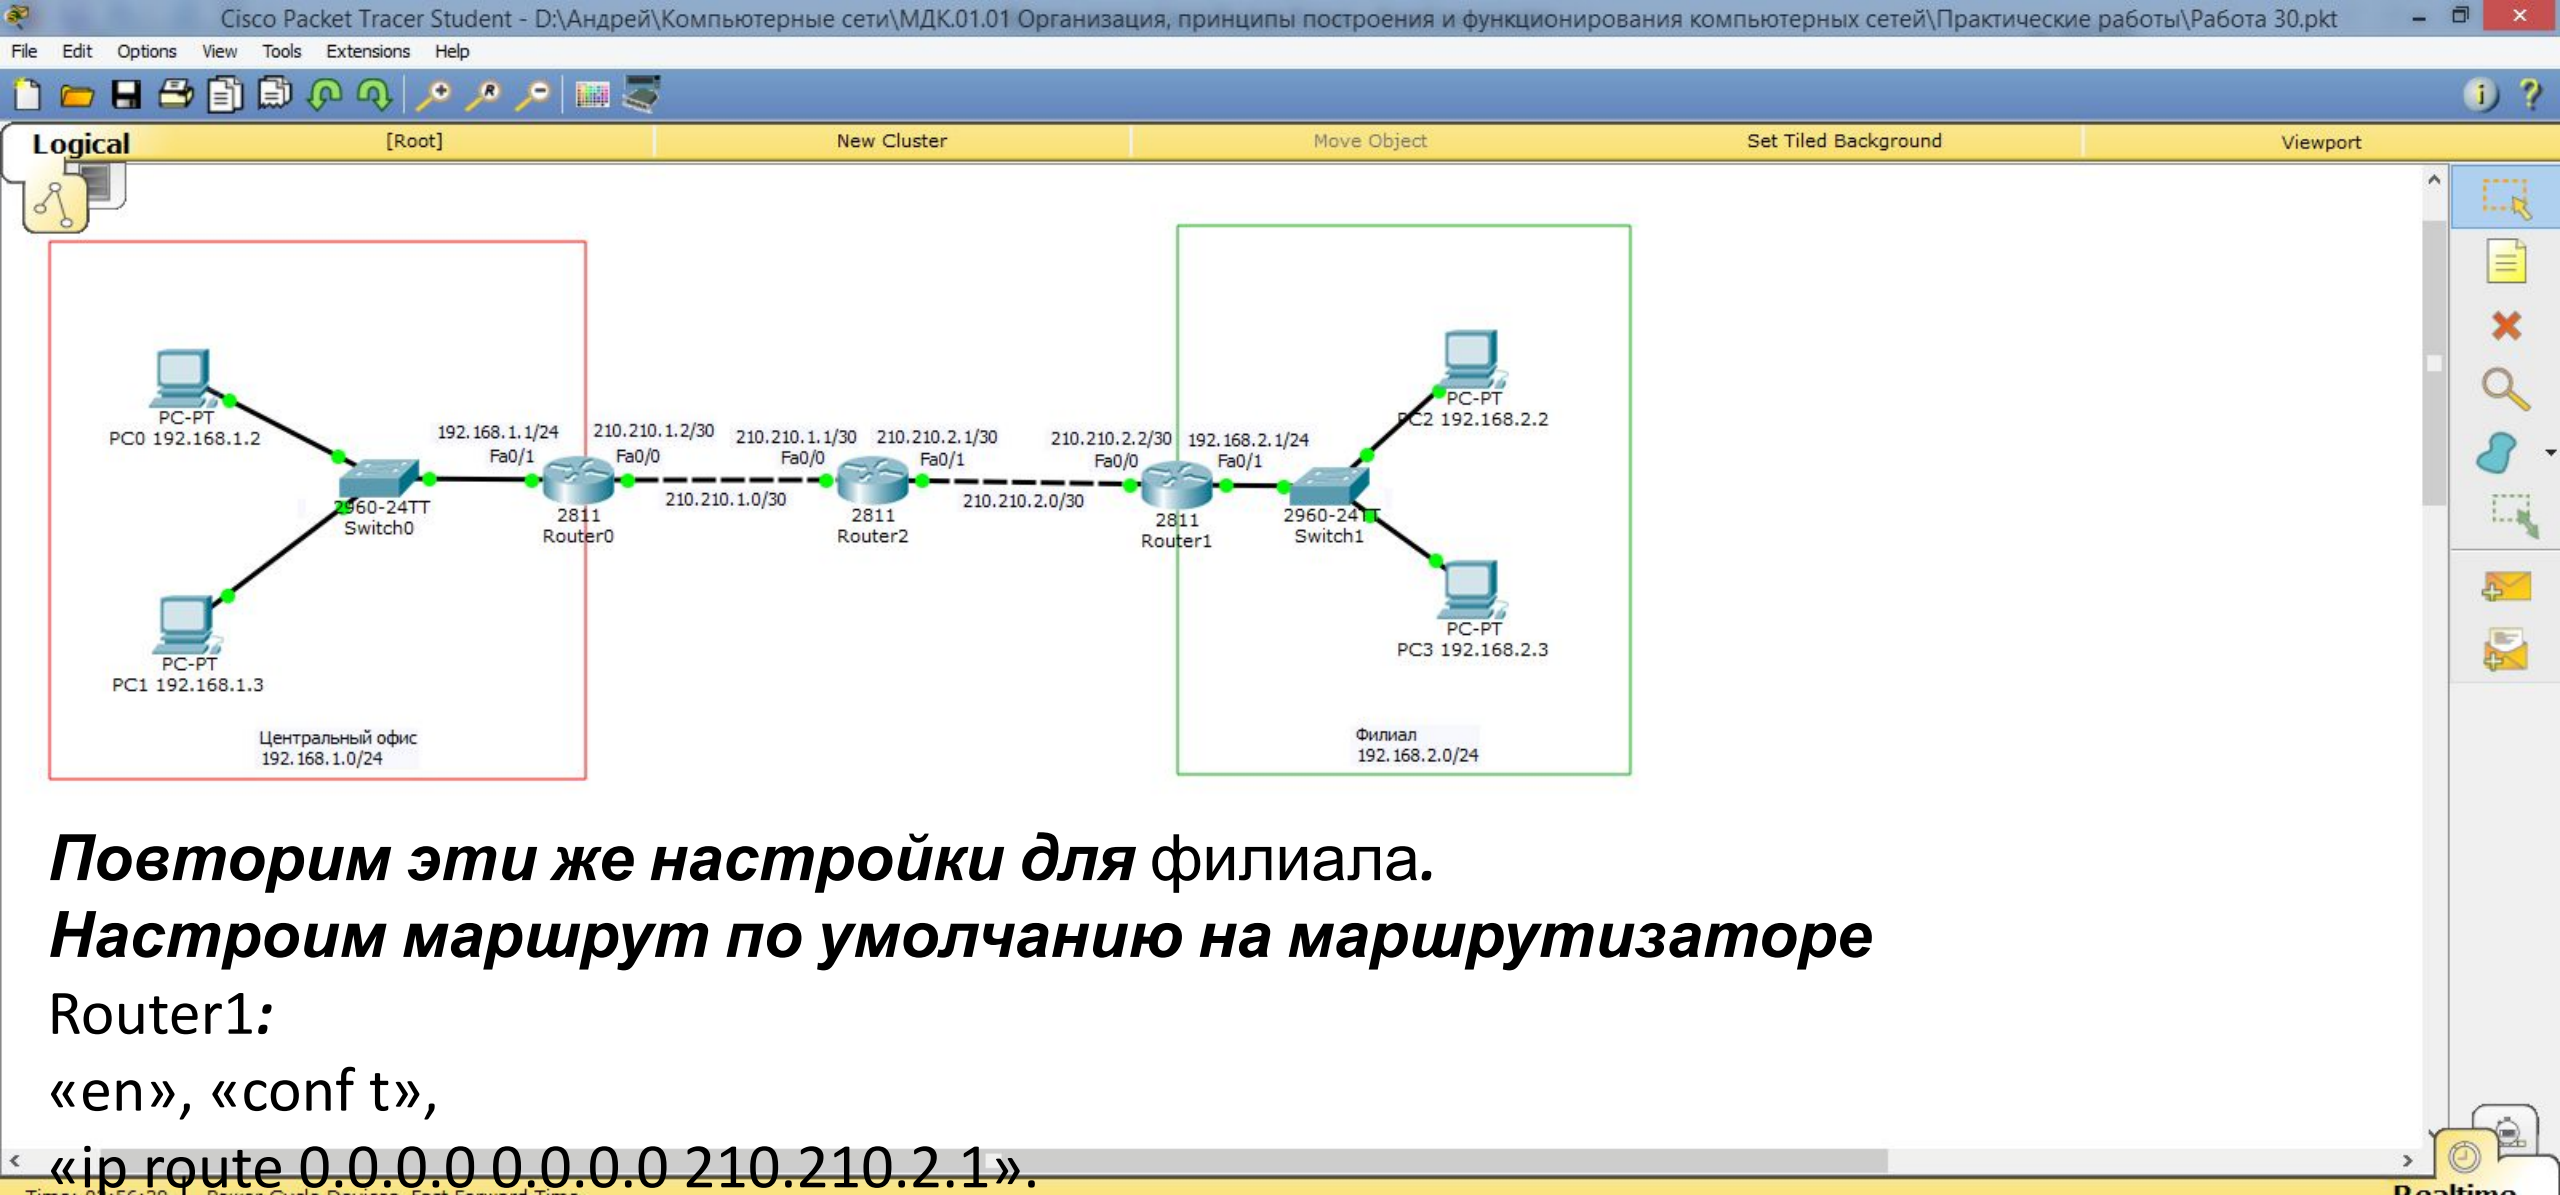 Cisco Packet Tracer Student - D:\Андрей\Компьютерные сети\МДК.01.01 Организация, принципы построения и функционирования компьютерных сетей\Практические работы\Работа 30.pkt
File Edit Options View Tools Extensions Help
Logical [Root] New Cluster Move Object Set Tiled Background Viewport
PC-PT
PC0 192.168.1.2
192.168.1.1/24
Fa0/1
210.210.1.2/30
Fa0/0
210.210.1.1/30
Fa0/0
210.210.2.1/30
Fa0/1
210.210.2.2/30
Fa0/0
192.168.2.1/24
Fa0/1
PC-PT
PC2 192.168.2.2
2960-24TT
Switch0
2811
Router0
210.210.1.0/30
2811
Router2
210.210.2.0/30
2811
Router1
2960-24TT
Switch1
PC-PT
PC1 192.168.1.3
PC-PT
PC3 192.168.2.3
Центральный офис
192.168.1.0/24
Филиал
192.168.2.0/24
Повторим эти же настройки для филиала.
Настроим маршрут по умолчанию на маршрутизаторе
Router1:
«en», «conf t»,
«ip route 0.0.0.0 0.0.0.0 210.210.2.1».
Power Cycle Devices Fast Forward Time
Realtime